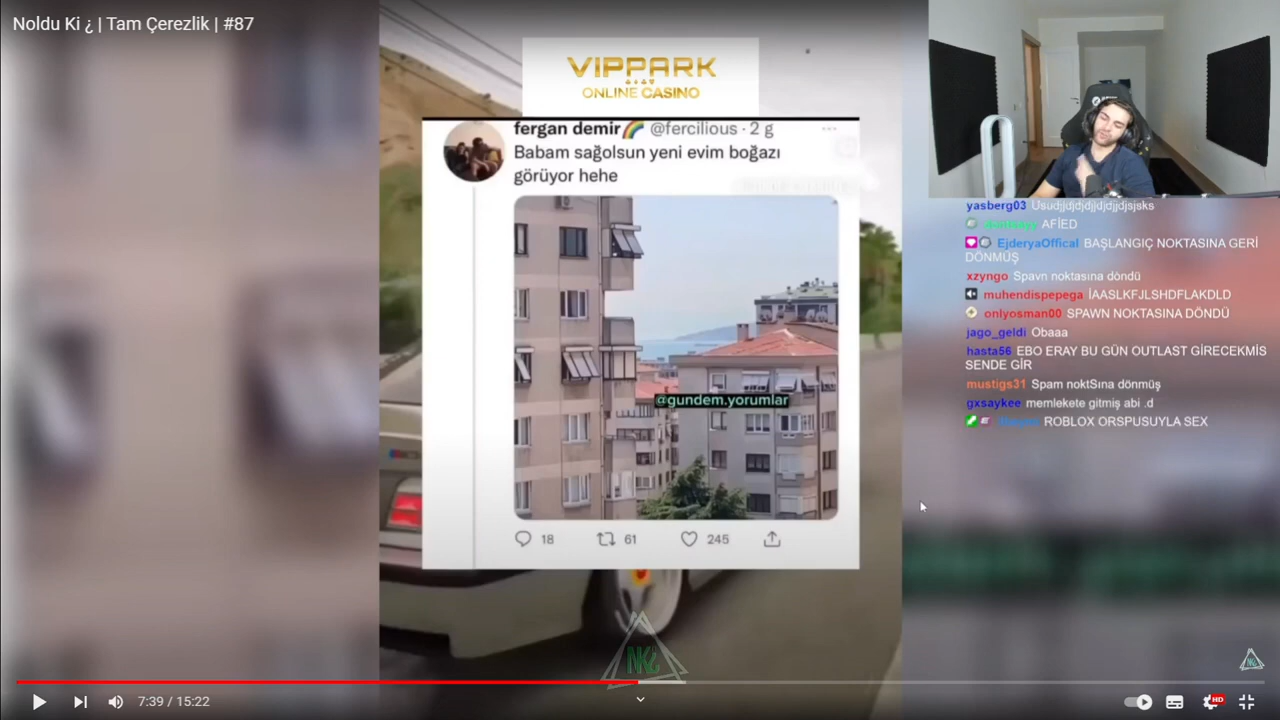 Noldu Ki ¿ | Tam Çerezlik | #87
VIPPARK
ONLINE CASINO
fergan demir🌈 @fercilious · 2 g
Babam sağolsun yeni evim boğazı
görüyor hehe
@gundem.yorumlar
18 61 245
yasberg03 Usudjjdjdjdjjdjdjjdjsjsks
AFİED
EjderyaOffical BAŞLANGIÇ NOKTASINA GERİ
DÖNMÜŞ
xzyngo Spavn noktasına döndü
muhendispepega İAASLKFJLSHDFLAKDLD
onlyosman00 SPAWN NOKTASINA DÖNDÜ
jago_geldi Obaaa
hasta56 EBO ERAY BU GÜN OUTLAST GİRECEKMİS
SENDE GİR
mustigs31 Spam noktSına dönmüş
gxsaykee memlekete gitmiş abi .d
ROBLOX ORSPUSUYLA SEX
NK¿
7:39 / 15:22
HD